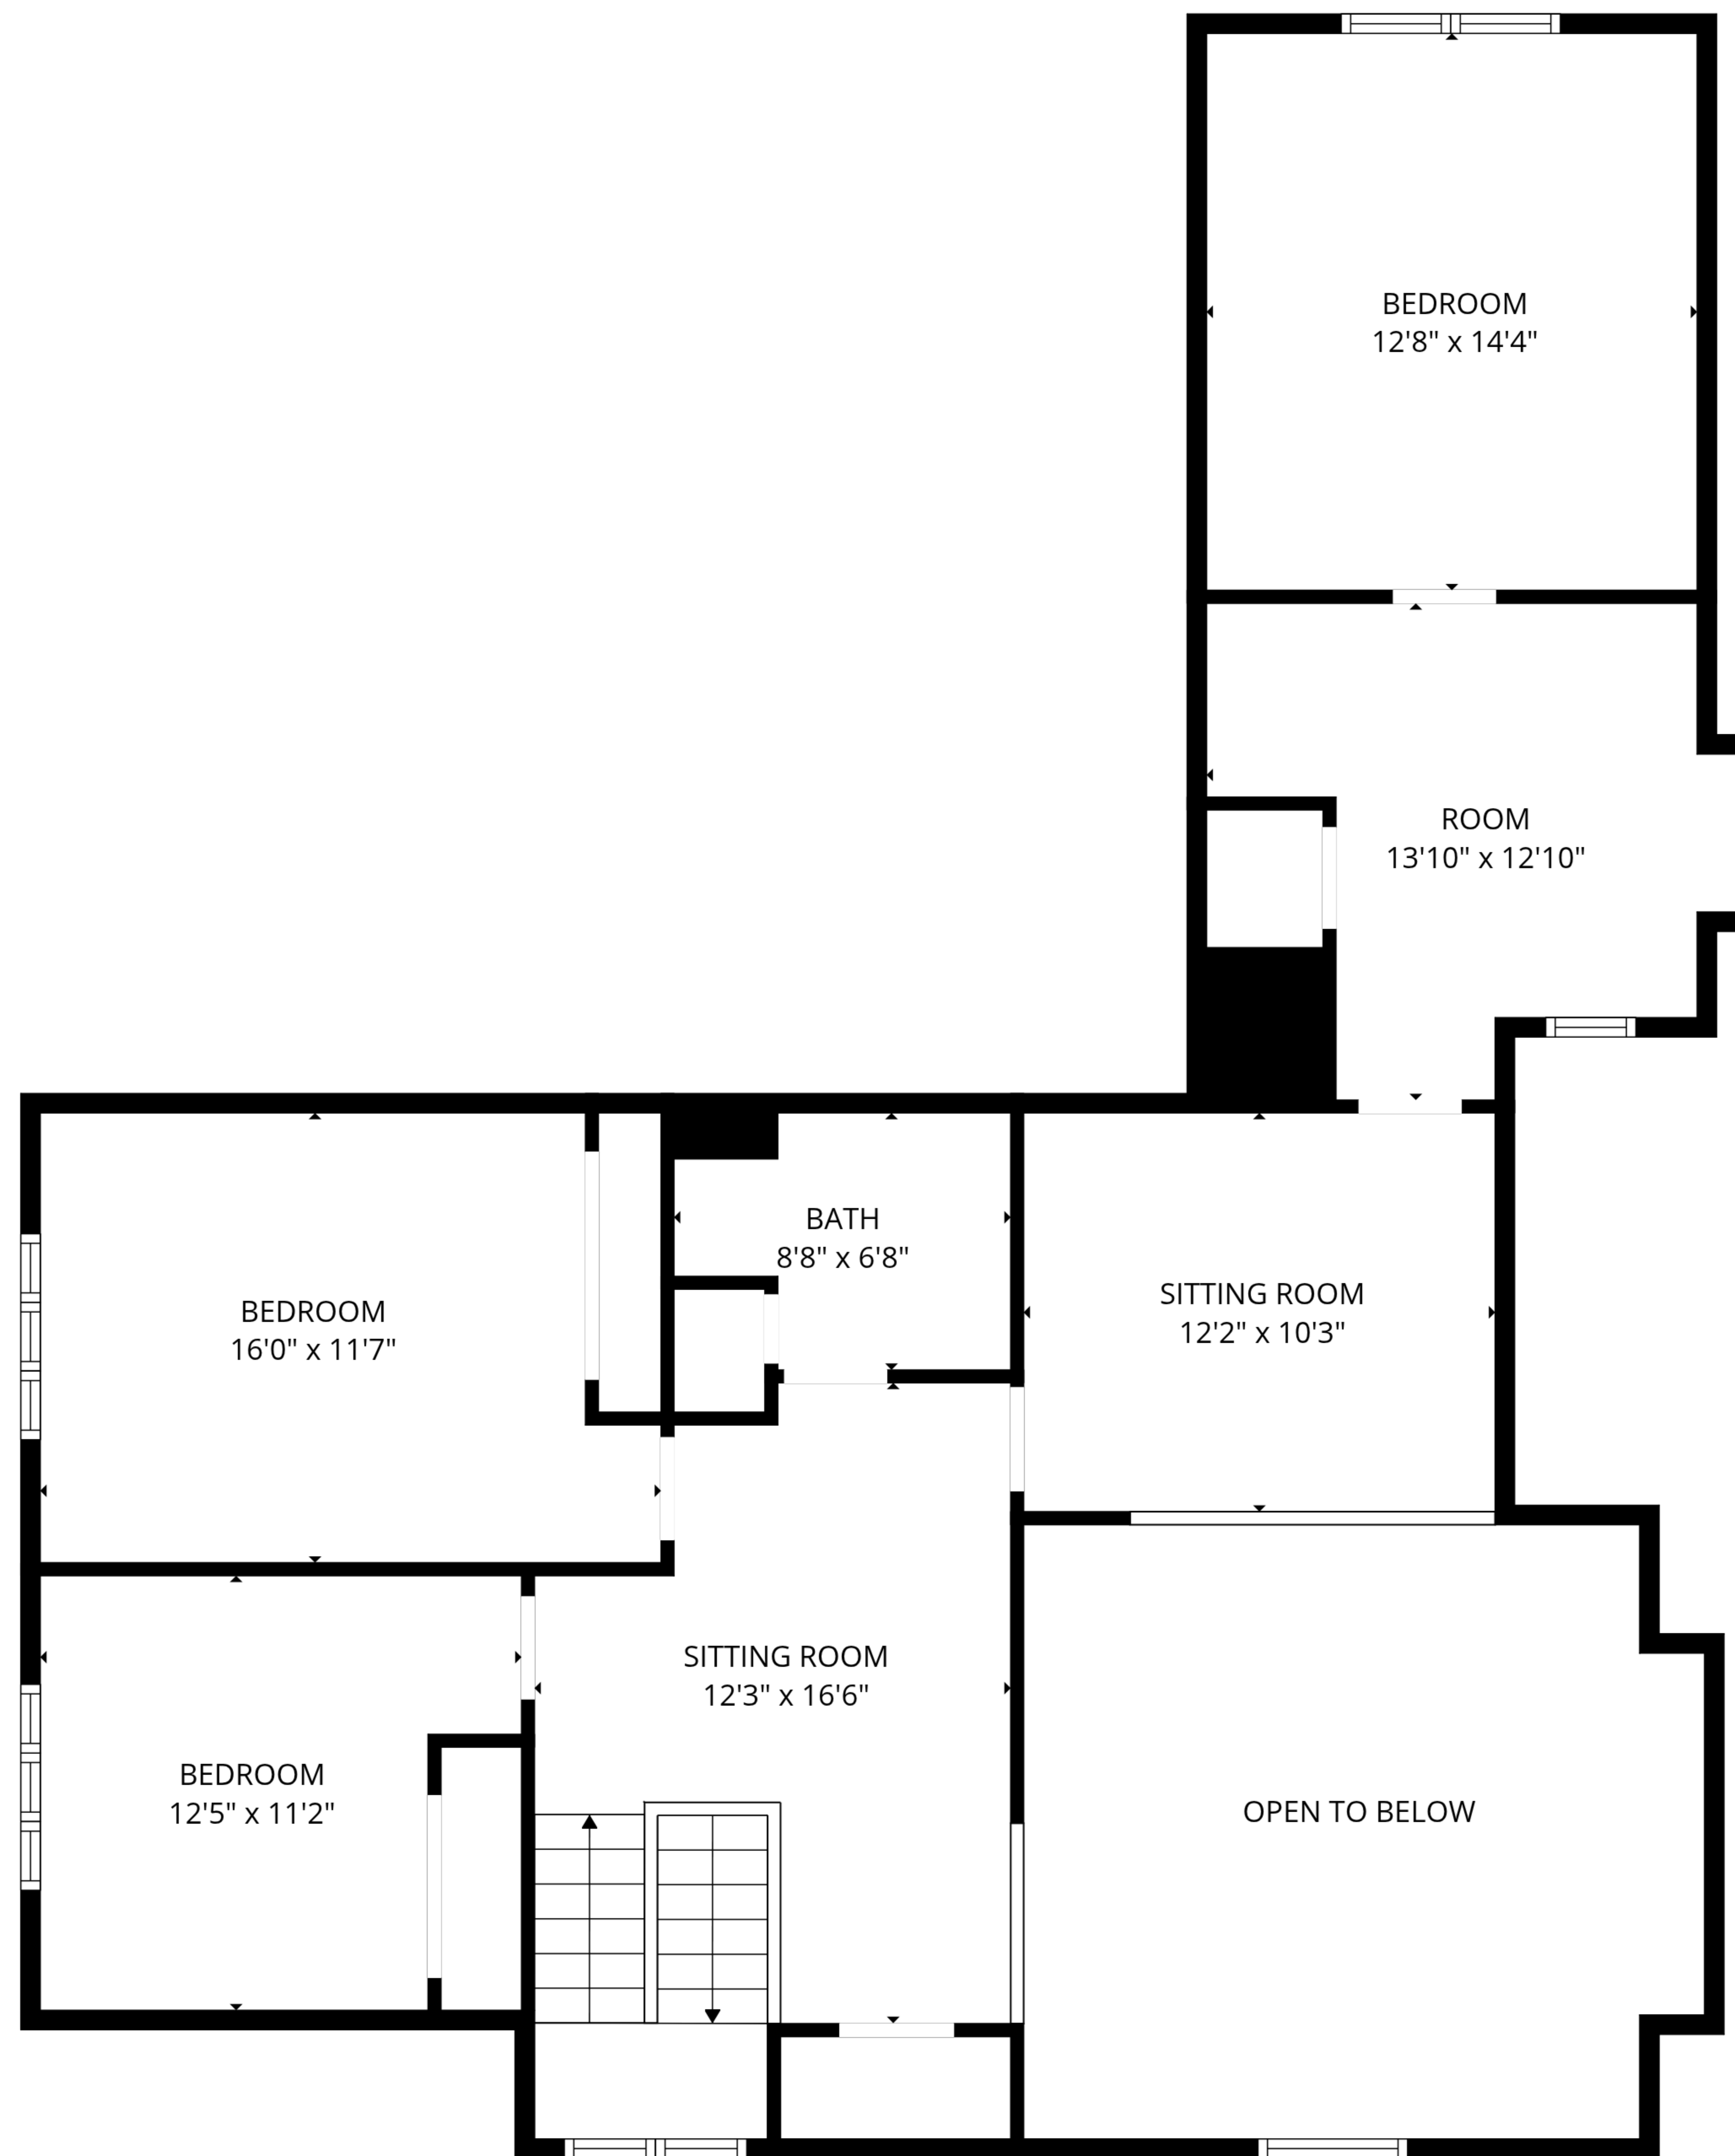 BEDROOM
12'8" x 14'4"
ROOM
13'10" x 12'10"
BATH
8'8" x 6'8"
SITTING ROOM
12'2" x 10'3"
BEDROOM
16'0" x 11'7"
SITTING ROOM
12'3" x 16'6"
BEDROOM
12'5" x 11'2"
OPEN TO BELOW